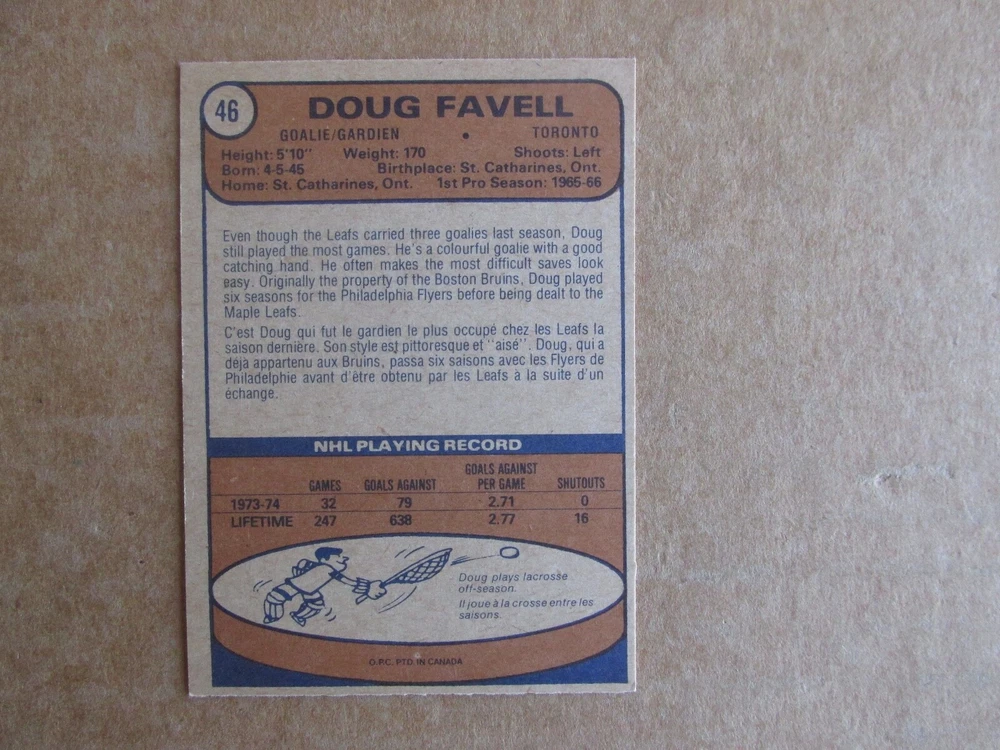 46
DOUG FAVELL
GOALIE/GARDIEN • TORONTO
Height: 5'10" Weight: 170 Shoots: Left
Born: 4-5-45 Birthplace: St. Catharines, Ont.
Home: St. Catharines, Ont. 1st Pro Season: 1965-66
Even though the Leafs carried three goalies last season, Doug
still played the most games. He's a colourful goalie with a good
catching hand. He often makes the most difficult saves look
easy. Originally the property of the Boston Bruins, Doug played
six seasons for the Philadelphia Flyers before being dealt to the
Maple Leafs.
C'est Doug qui fut le gardien le plus occupé chez les Leafs la
saison dernière. Son style est pittoresque et "aisé". Doug, qui a
déjà appartenu aux Bruins, passa six saisons avec les Flyers de
Philadelphie avant d'être obtenu par les Leafs à la suite d'un
échange.
NHL PLAYING RECORD
GAMES GOALS AGAINST GOALS AGAINST PER GAME SHUTOUTS
1973-74 32 79 2.71 0
LIFETIME 247 638 2.77 16
Doug plays lacrosse
off-season.
Il joue à la crosse entre les
saisons.
O.P.C. PTD. IN CANADA